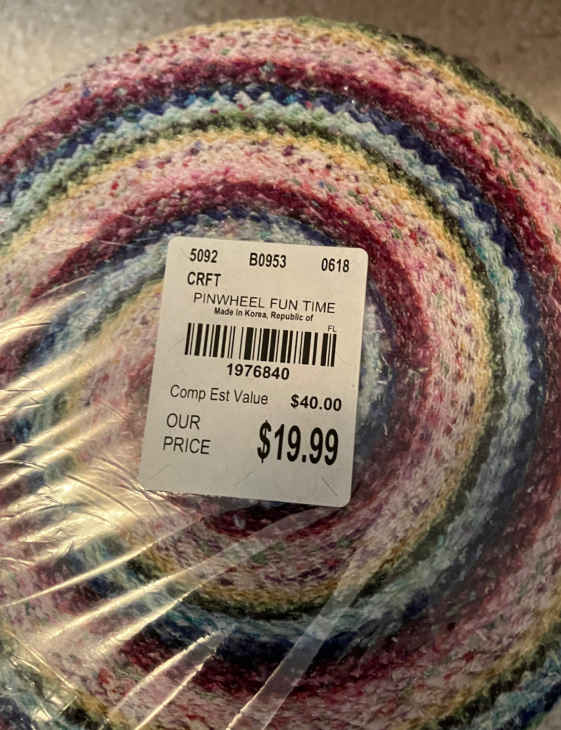 5092 B0953 0618
CRFT
PINWHEEL FUN TIME
Made in Korea, Republic of
FL
1976840
Comp Est Value $40.00
OUR
PRICE $19.99